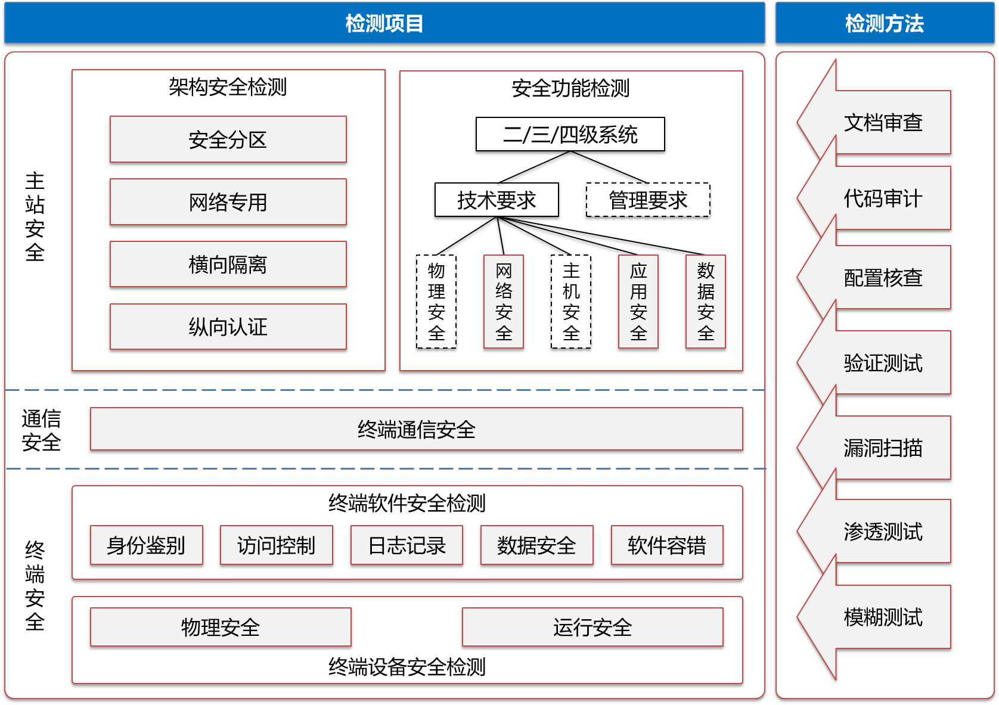 检测项目
检测方法
主站安全
架构安全检测
安全分区
网络专用
横向隔离
纵向认证
安全功能检测
二/三/四级系统
技术要求
管理要求
物理安全
网络安全
主机安全
应用安全
数据安全
通信
安全
终端通信安全
终端安全
终端软件安全检测
身份鉴别
访问控制
日志记录
数据安全
软件容错
物理安全
运行安全
终端设备安全检测
文档审查
代码审计
配置核查
验证测试
漏洞扫描
渗透测试
模糊测试